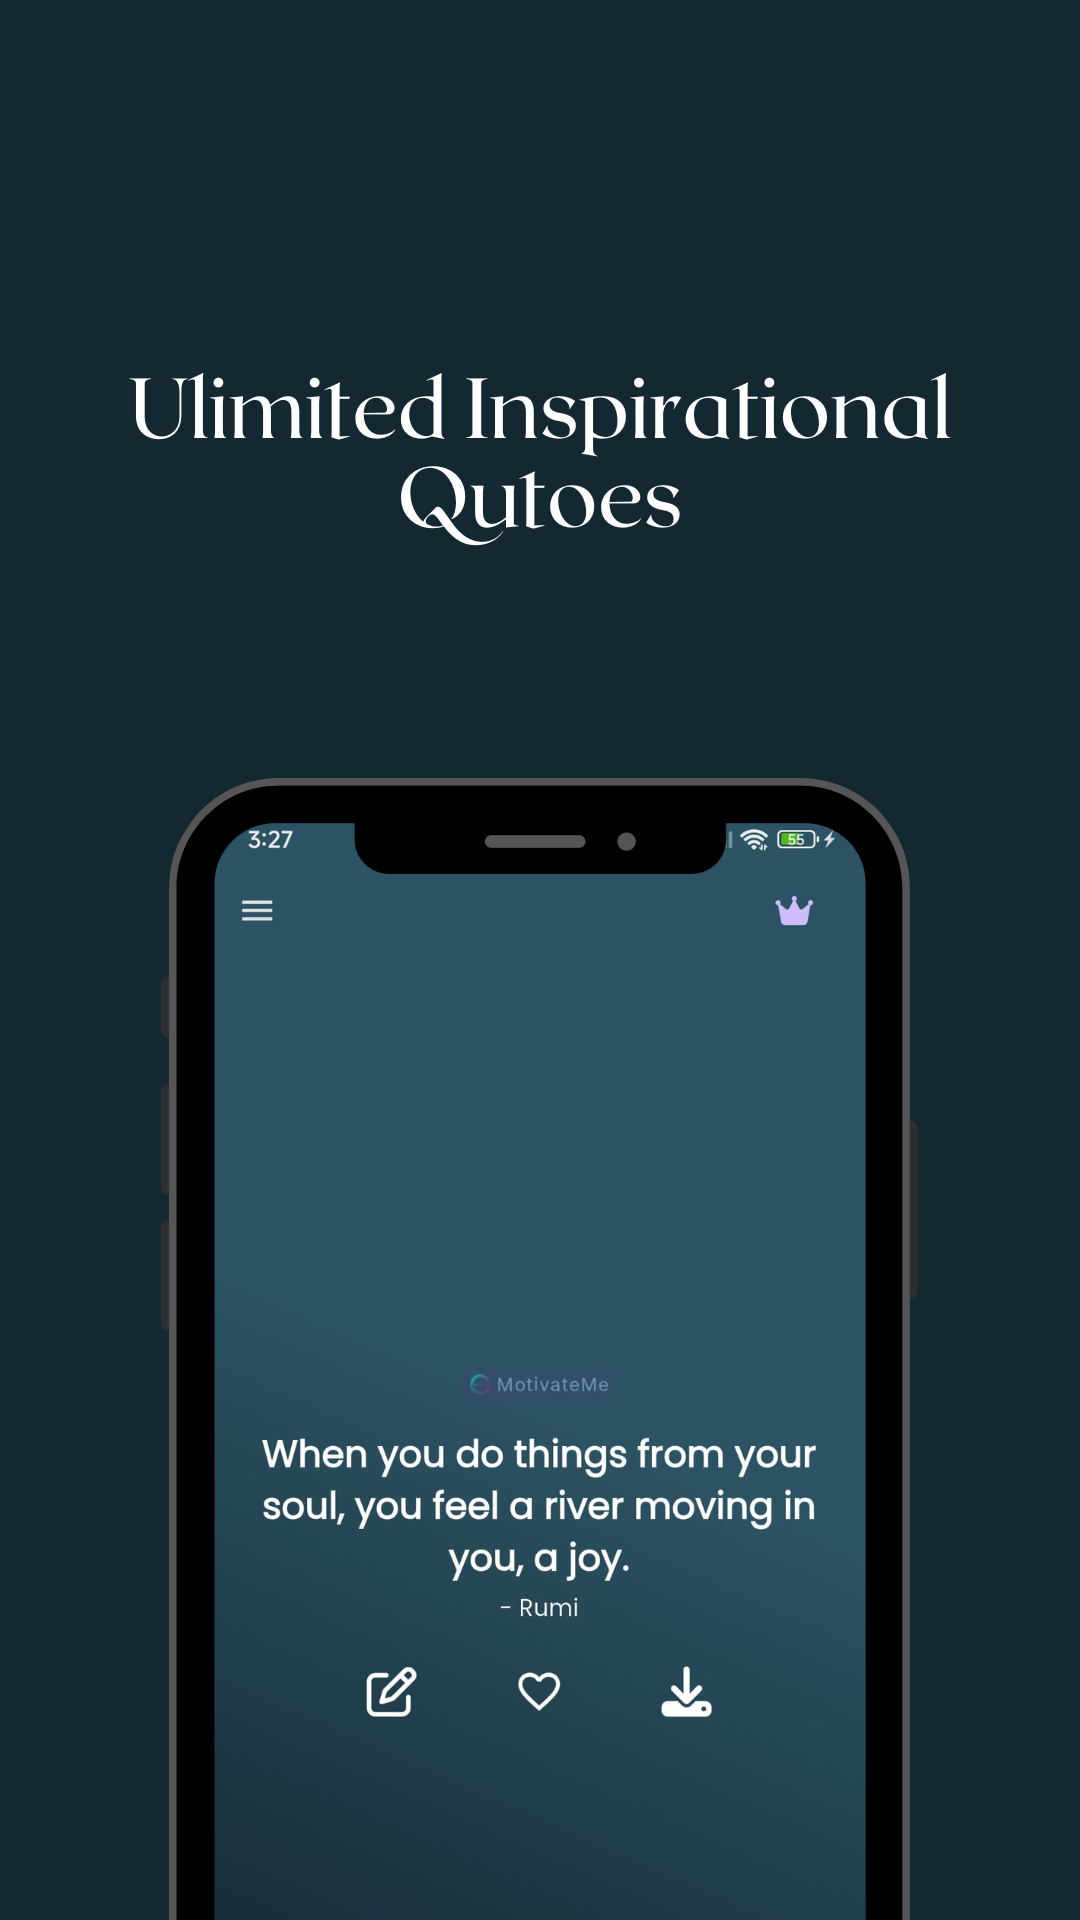 Ulimited Inspirational
Qutoes
3:27
55
MotivateMe
When you do things from your
soul, you feel a river moving in
you, a joy.
- Rumi